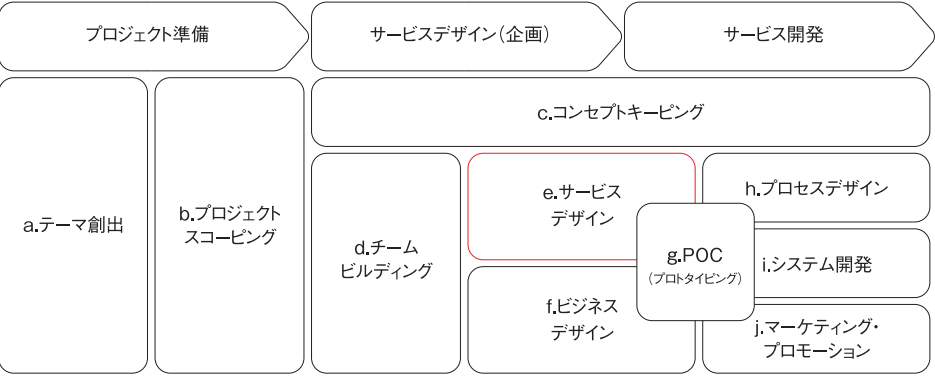 プロジェクト準備
サービスデザイン(企画)
サービス開発
c.コンセプトキーピング
a.テーマ創出
b.プロジェクト
スコーピング
d.チーム
ビルディング
e.サービス
デザイン
f.ビジネス
デザイン
g.POC
(プロトタイピング)
h.プロセスデザイン
i.システム開発
j.マーケティング・
プロモーション